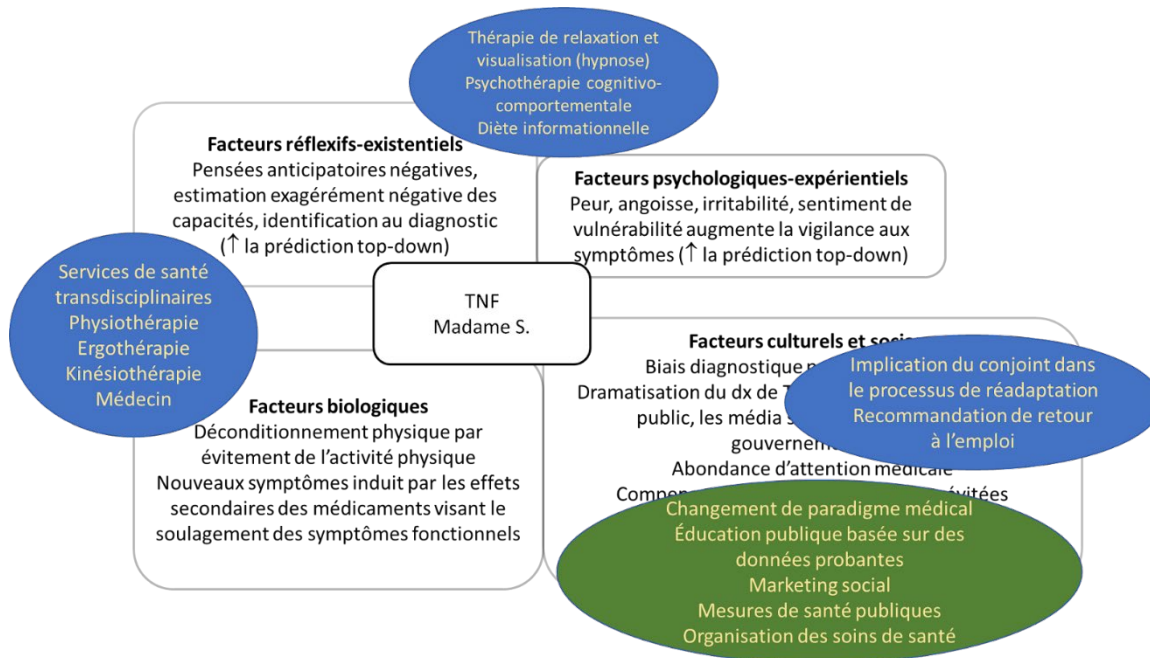 Thérapie de relaxation et
visualisation (hypnose)
Psychothérapie cognitivo-
comportementale
Diète informationnelle
Facteurs réflexifs-existentiels
Pensées anticipatoires négatives,
estimation exagérément négative des
capacités, identification au diagnostic
(↑ la prédiction top-down)
Facteurs psychologiques-expérientiels
Peur, angoisse, irritabilité, sentiment de
vulnérabilité augmente la vigilance aux
symptômes (↑ la prédiction top-down)
Services de santé
transdisciplinaires
Physiothérapie
Ergothérapie
Kinésiothérapie
Médecin
TNF
Madame S.
Facteurs biologiques
Déconditionnement physique par
évitement de l'activité physique
Nouveaux symptômes induit par les effets
secondaires des médicaments visant le
soulagement des symptômes fonctionnels
Facteurs culturels et
Biais diagnostique
Dramatisation du dx de
public, les média
Abondance d'attention médicale
Implication du conjoint dans
le processus de réadaptation
Recommandation de retour
à l'emploi
Changement de paradigme médical
Éducation publique basée sur des
données probantes
Marketing social
Mesures de santé publiques
Organisation des soins de santé